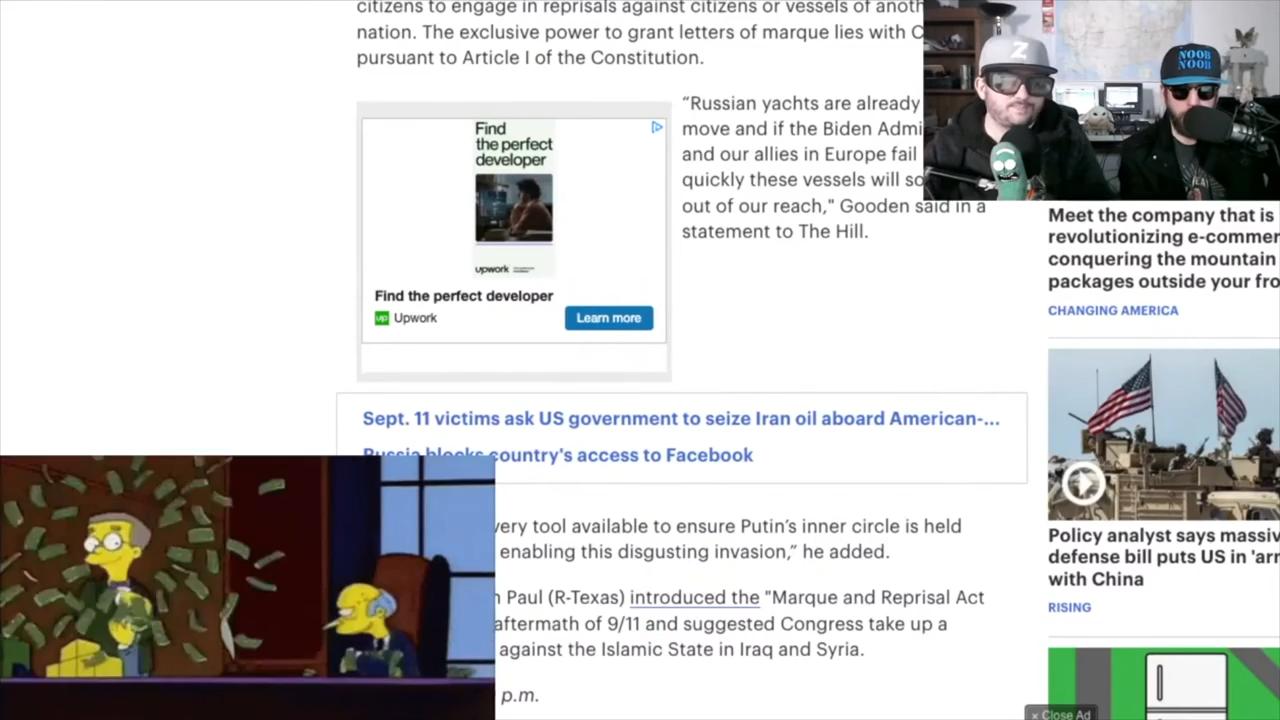 citizens to engage in reprisals against citizens or vessels of anoth
nation. The exclusive power to grant letters of marque lies with C
pursuant to Article I of the Constitution.
Find
the perfect
developer
upwork
Find the perfect developer
up Upwork
Learn more
“Russian yachts are already
move and if the Biden Admi
and our allies in Europe fail
quickly these vessels will so
out of our reach," Gooden said in a
statement to The Hill.
Z
NOOB
NOOB
Sept. 11 victims ask US government to seize Iran oil aboard American-...
Russia blocks country's access to Facebook
very tool available to ensure Putin’s inner circle is held
enabling this disgusting invasion,” he added.
Paul (R-Texas) introduced the "Marque and Reprisal Act
aftermath of 9/11 and suggested Congress take up a
against the Islamic State in Iraq and Syria.
p.m.
Meet the company that is
revolutionizing e-commer
conquering the mountain
packages outside your fro
CHANGING AMERICA
Policy analyst says massiv
defense bill puts US in 'arr
with China
RISING
× Close Ad